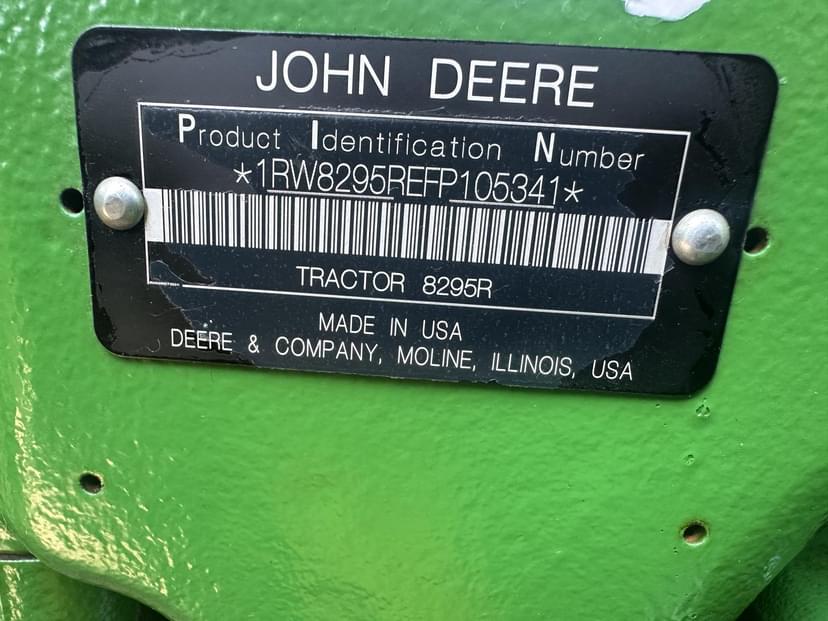 JOHN DEERE
Product Identification Number
*1RW8295REFP105341*
TRACTOR 8295R
MADE IN USA
DEERE & COMPANY, MOLINE, ILLINOIS, USA